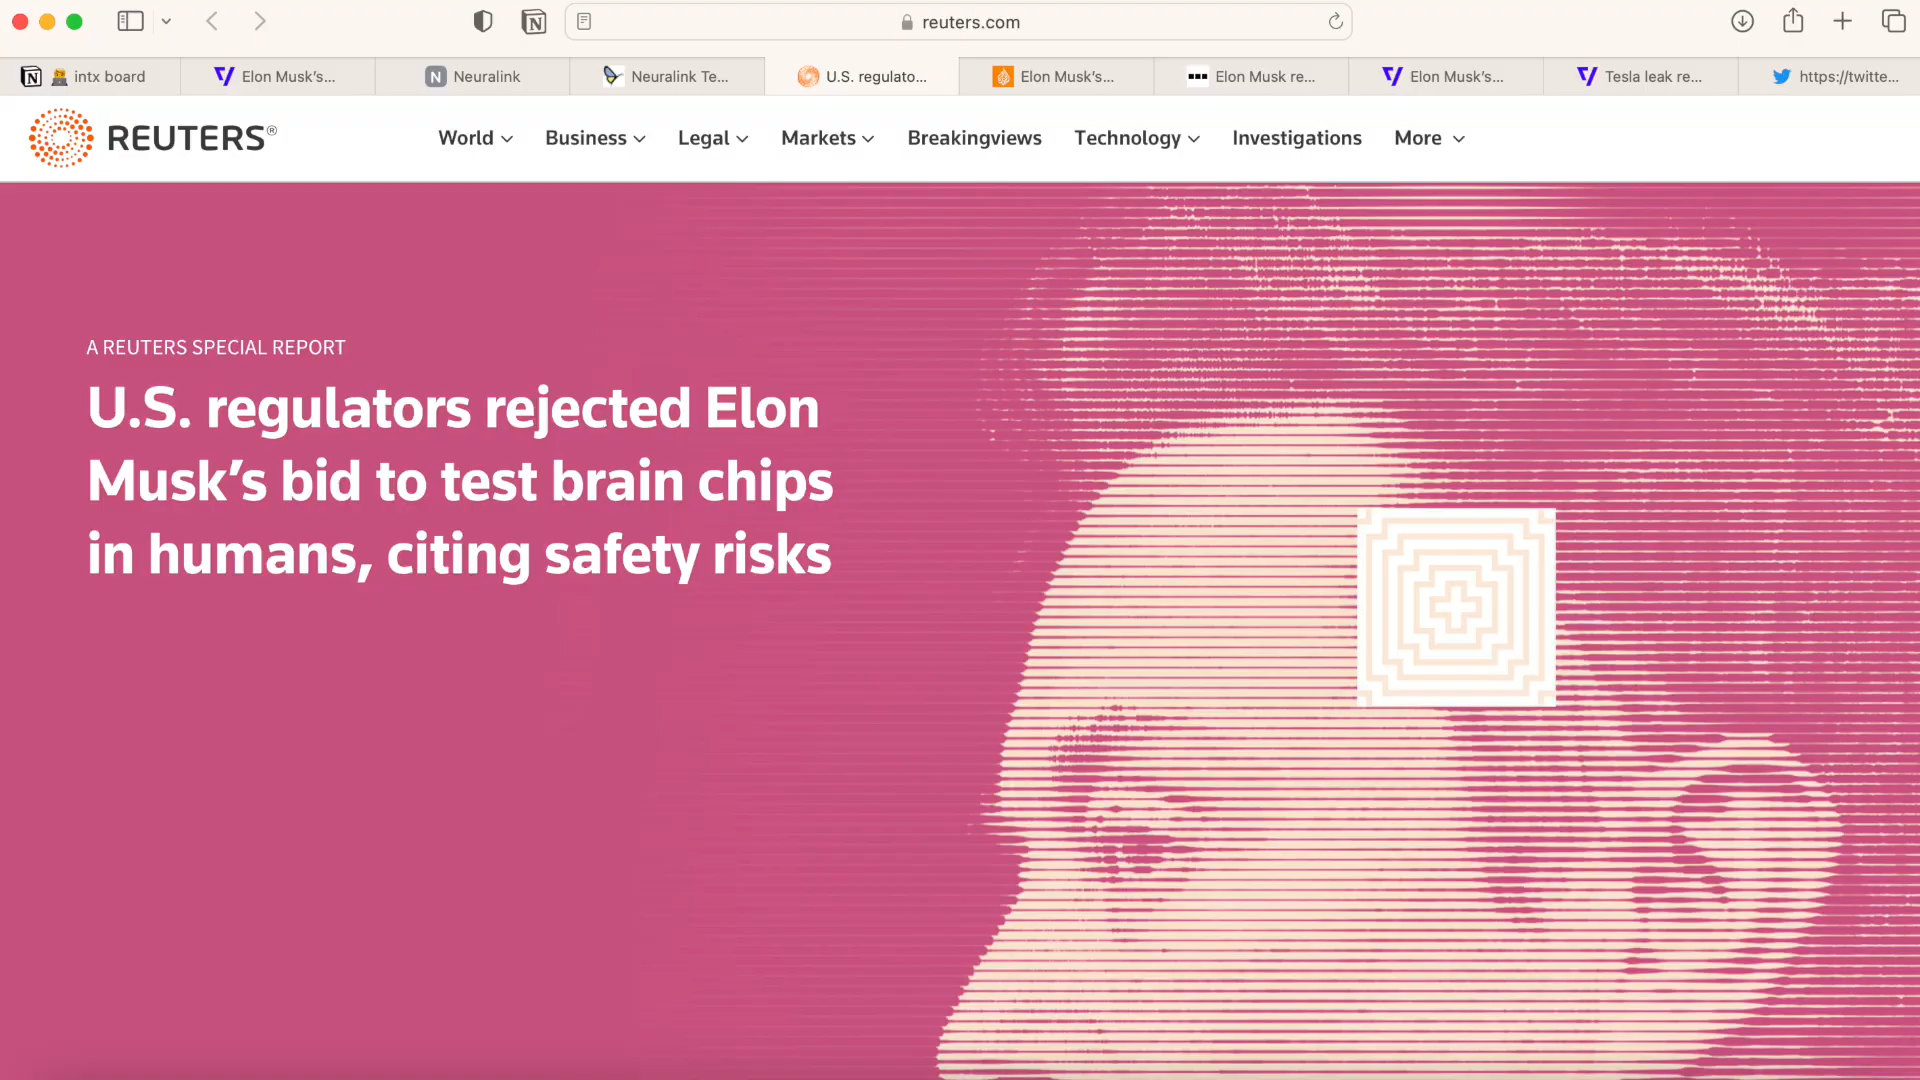 reuters.com
intx board
Elon Musk's...
Neuralink
Neuralink Te...
U.S. regulato...
Elon Musk's...
Elon Musk re...
Elon Musk's...
Tesla leak re...
https://twitte...
REUTERS®
World
Business
Legal
Markets
Breakingviews
Technology
Investigations
More
A REUTERS SPECIAL REPORT
U.S. regulators rejected Elon
Musk’s bid to test brain chips
in humans, citing safety risks